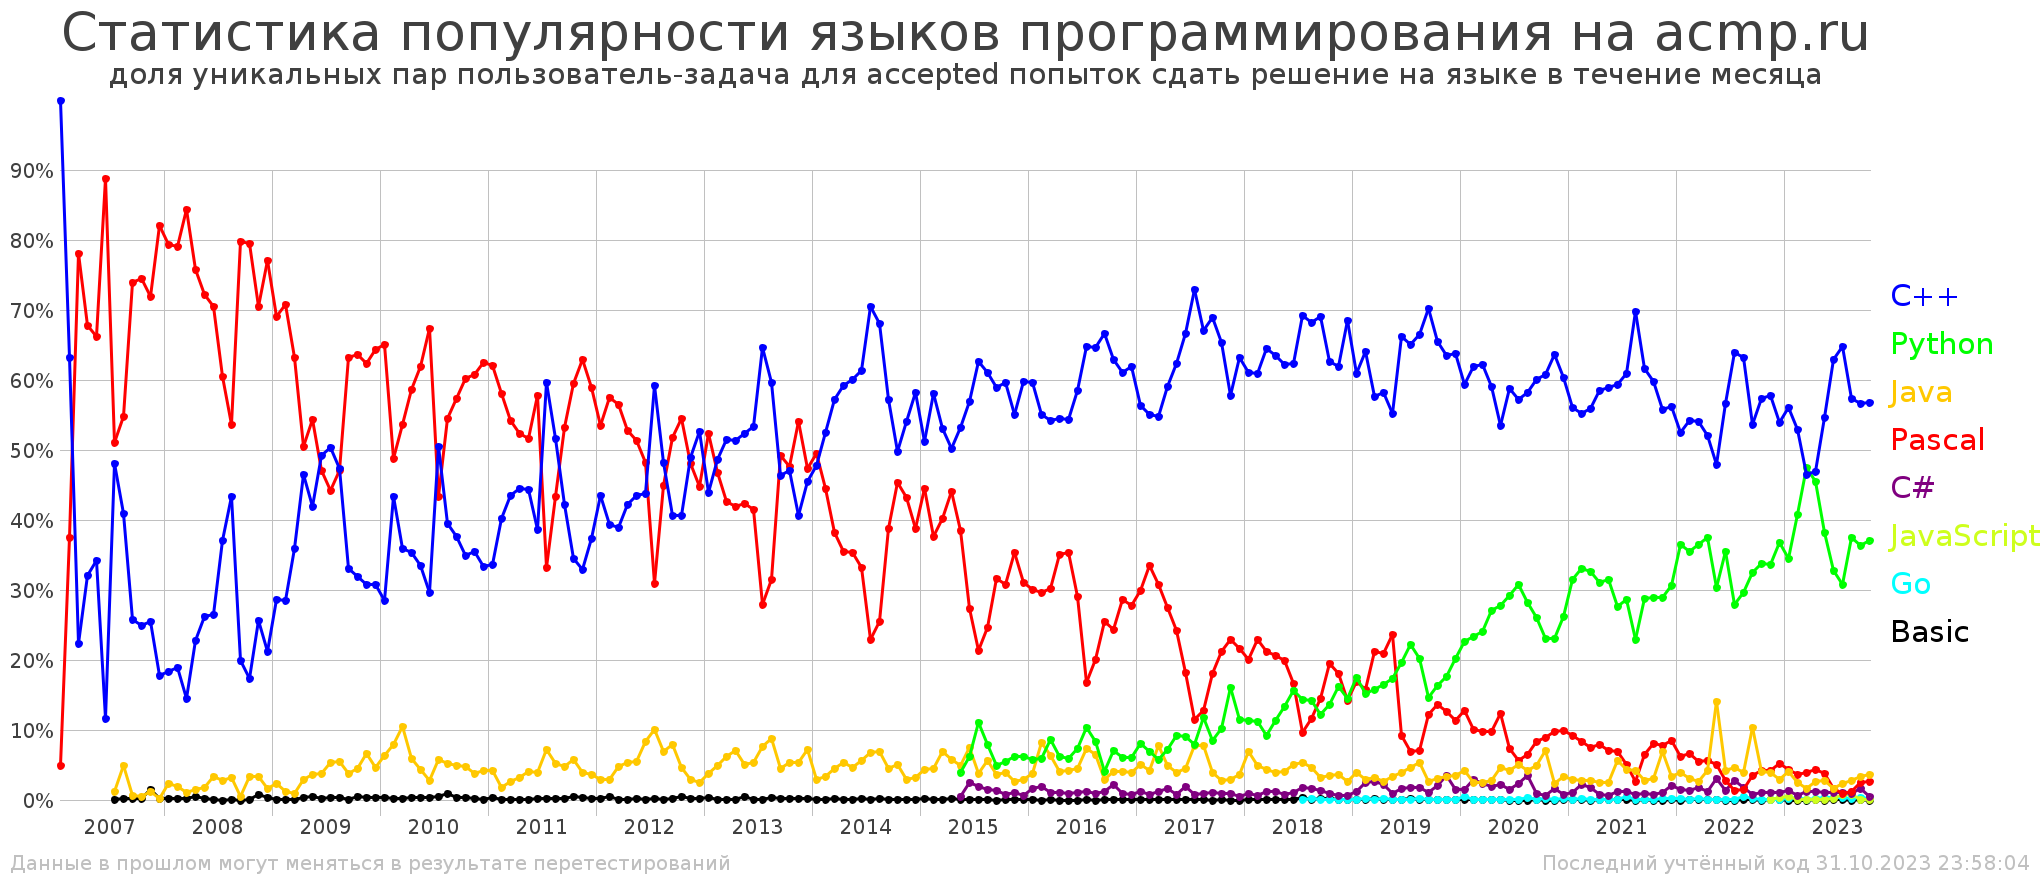 Статистика популярности языков программирования на acmp.ru
доля уникальных пар пользователь-задача для accepted попыток сдать решение на языке в течение месяца
90%
80%
70%
60%
50%
40%
30%
20%
10%
0%
2007 2008 2009 2010 2011 2012 2013 2014 2015 2016 2017 2018 2019 2020 2021 2022 2023
C++
Python
Java
Pascal
C#
JavaScript
Go
Basic
Данные в прошлом могут меняться в результате перетестирований
Последний учтённый код 31.10.2023 23:58:04